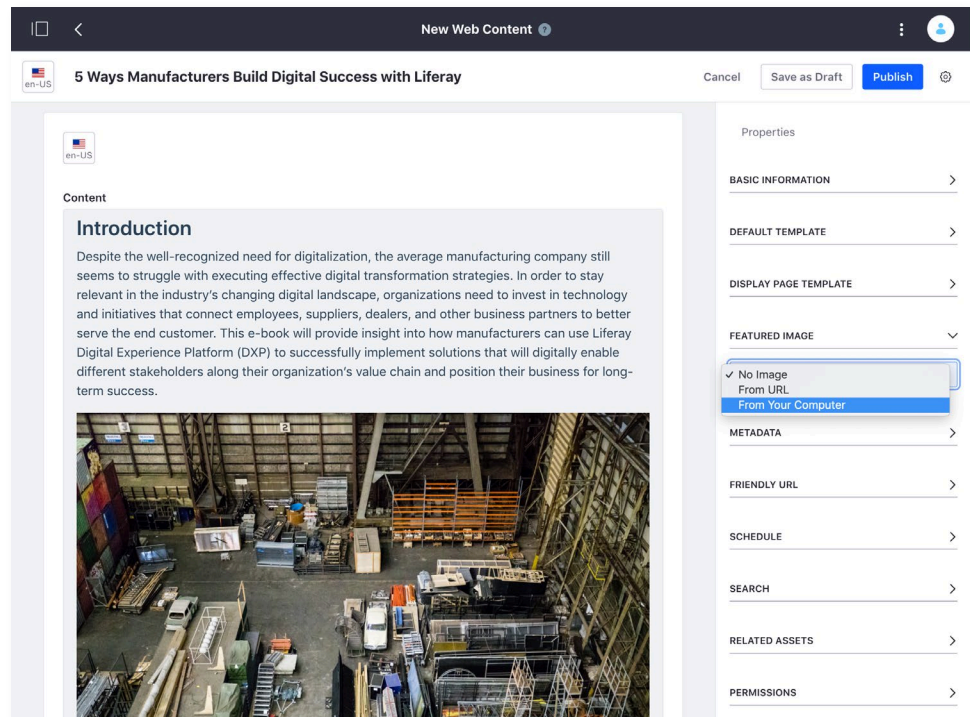 New Web Content ?
en-US
5 Ways Manufacturers Build Digital Success with Liferay
Cancel
Save as Draft
Publish
en-US
Content
Introduction
Despite the well-recognized need for digitalization, the average manufacturing company still
seems to struggle with executing effective digital transformation strategies. In order to stay
relevant in the industry's changing digital landscape, organizations need to invest in technology
and initiatives that connect employees, suppliers, dealers, and other business partners to better
serve the end customer. This e-book will provide insight into how manufacturers can use Liferay
Digital Experience Platform (DXP) to successfully implement solutions that will digitally enable
different stakeholders along their organization's value chain and position their business for long-
term success.
3
2
Properties
BASIC INFORMATION
DEFAULT TEMPLATE
DISPLAY PAGE TEMPLATE
FEATURED IMAGE
✓ No Image
From URL
From Your Computer
METADATA
FRIENDLY URL
SCHEDULE
SEARCH
RELATED ASSETS
PERMISSIONS